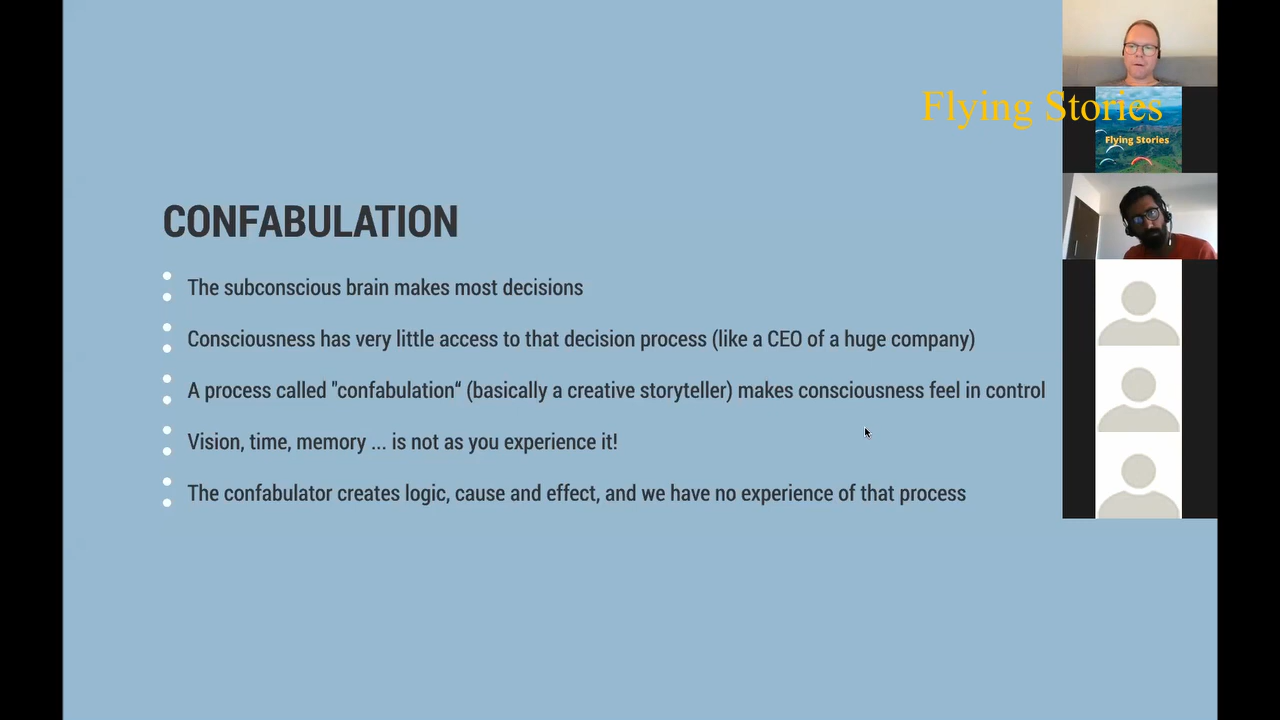 Flying Stories
Flying Stories
CONFABULATION
The subconscious brain makes most decisions
Consciousness has very little access to that decision process (like a CEO of a huge company)
A process called "confabulation“ (basically a creative storyteller) makes consciousness feel in control
Vision, time, memory ... is not as you experience it!
The confabulator creates logic, cause and effect, and we have no experience of that process